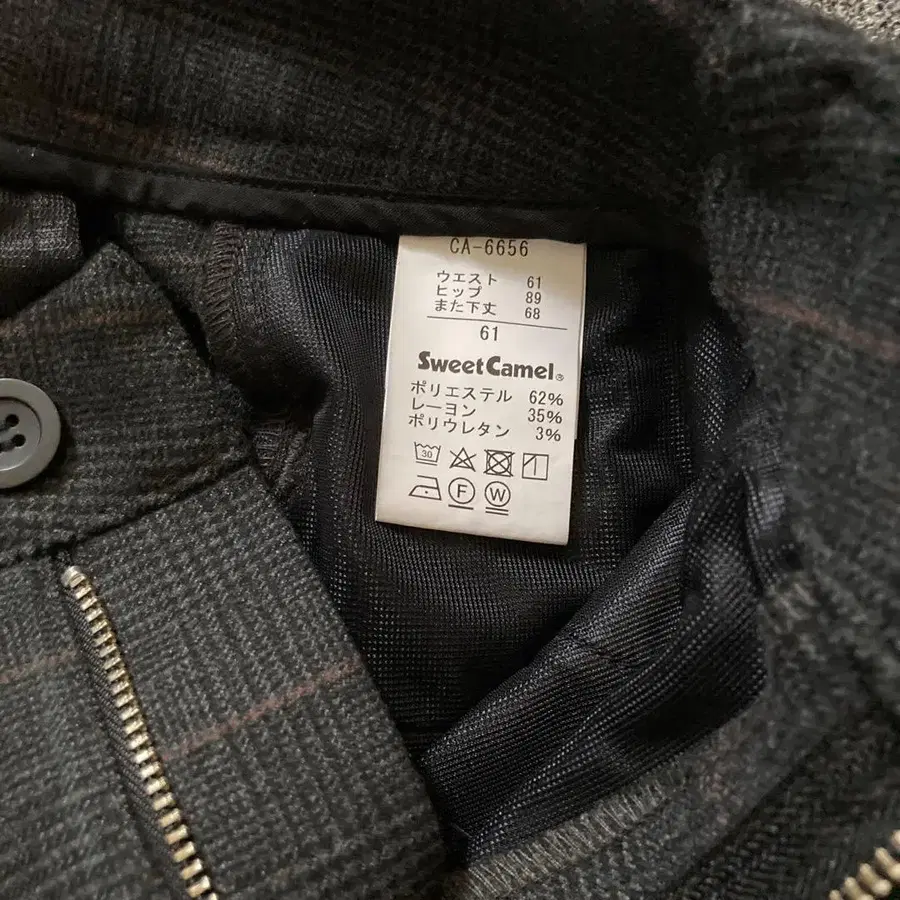 CA-6656
ウエスト 61
ヒップ 89
また下丈 68
61
SweetCamel®
ポリエステル 62%
レーヨン 35%
ポリウレタン 3%
30
F W